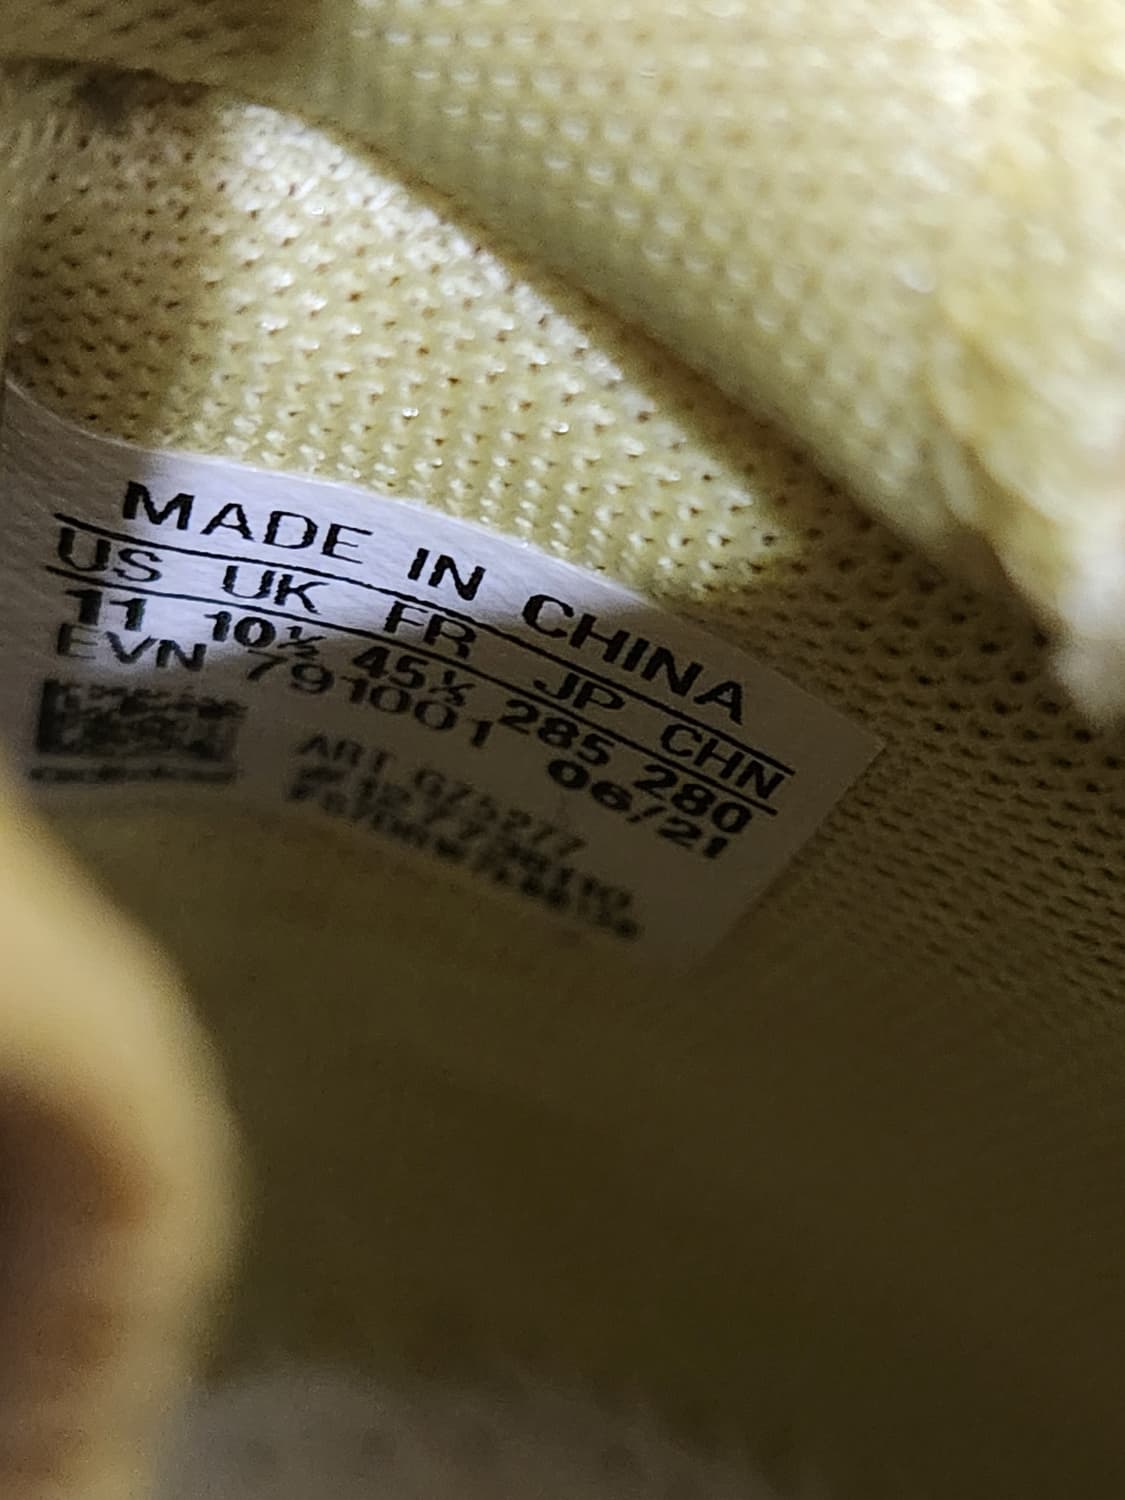 MADE IN CHINA
US UK FR JP CHN
11 10½ 45⅓ 285 280
EVN 791001 06/21
ART